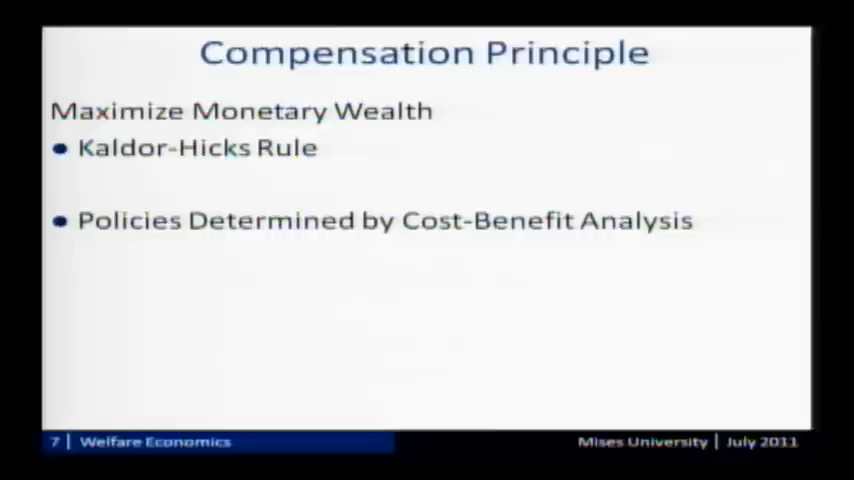 Compensation Principle
Maximize Monetary Wealth
• Kaldor-Hicks Rule
• Policies Determined by Cost-Benefit Analysis
7 | Welfare Economics
Mises University | July 2011